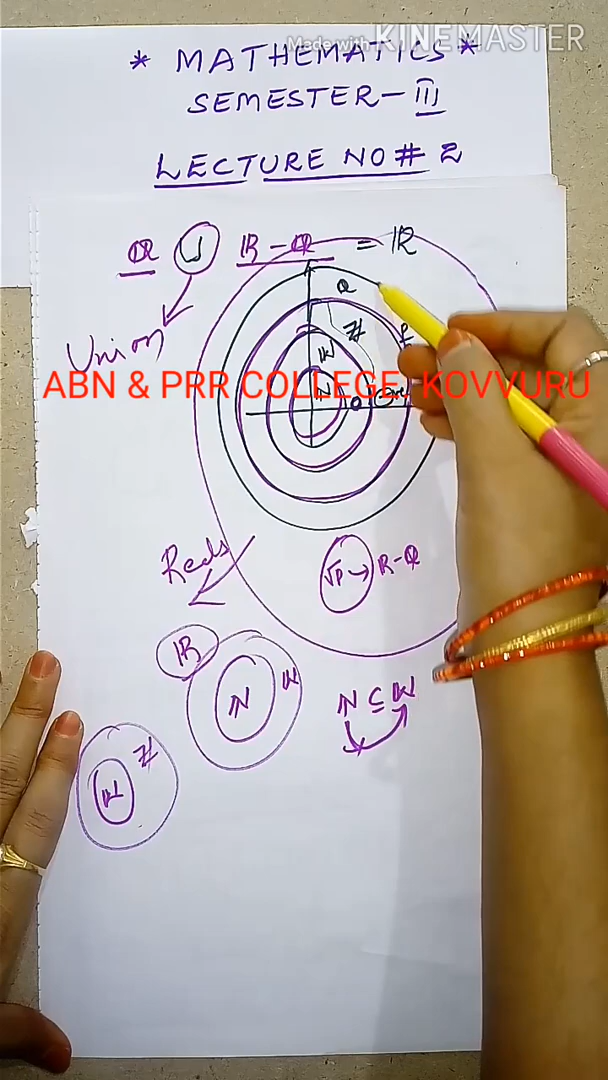 Made with KINEMASTER
* MATHEMATICS *
SEMESTER-III
LECTURE NO # 2
ℚ ∪ ℝ-ℚ = ℝ
Union
ℚ
ℤ
W
N
ABN & PRR COLLEGE, KOVVURU
Reals
√P → ℝ-ℚ
ℝ
N W
N ⊆ W
W ℤ